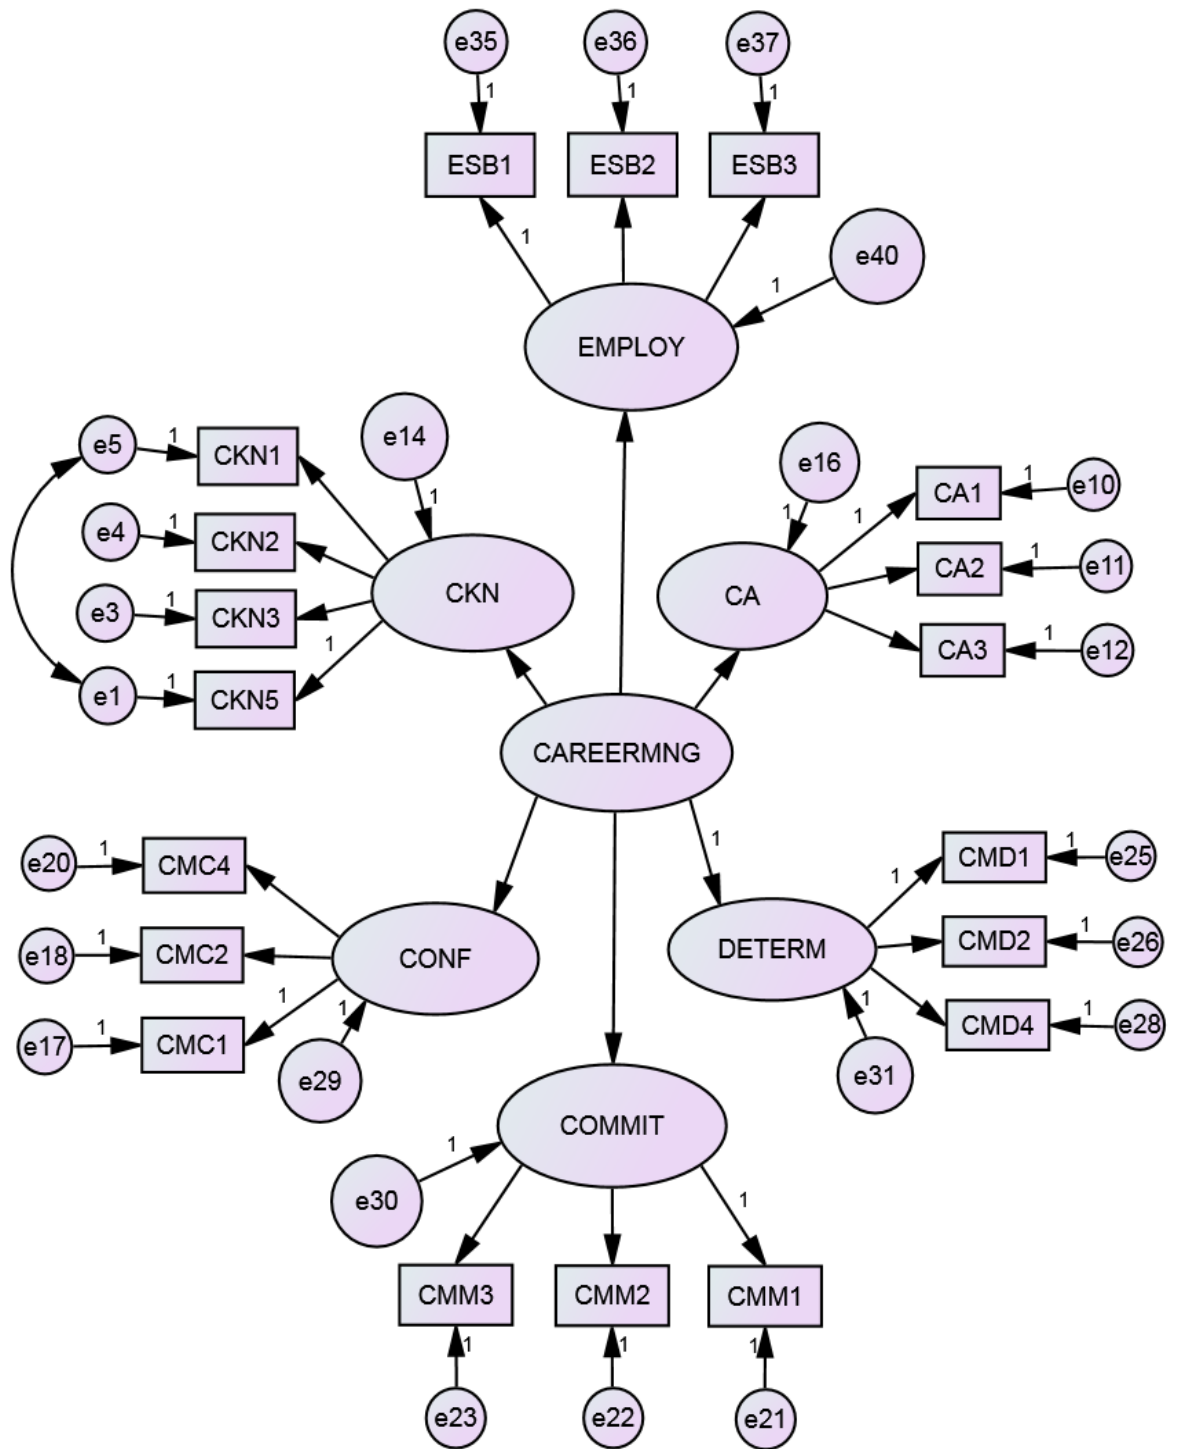 e35 e36 e37
1 1 1
ESB1 ESB2 ESB3
1
e40
1
EMPLOY
e14
1
e5 1 CKN1
e4 1 CKN2
e3 1 CKN3
e1 1 CKN5
1
CKN
e16
1
CA
1
CA1 1 e10
CA2 1 e11
CA3 1 e12
CAREERMNG
1
e20 1 CMC4
e18 1 CMC2
e17 1 CMC1
1
CONF
1
e29
DETERM
1
CMD1 1 e25
CMD2 1 e26
CMD4 1 e28
1
e31
COMMIT
1
e30
1
CMM3 CMM2 CMM1
1 1 1
e23 e22 e21